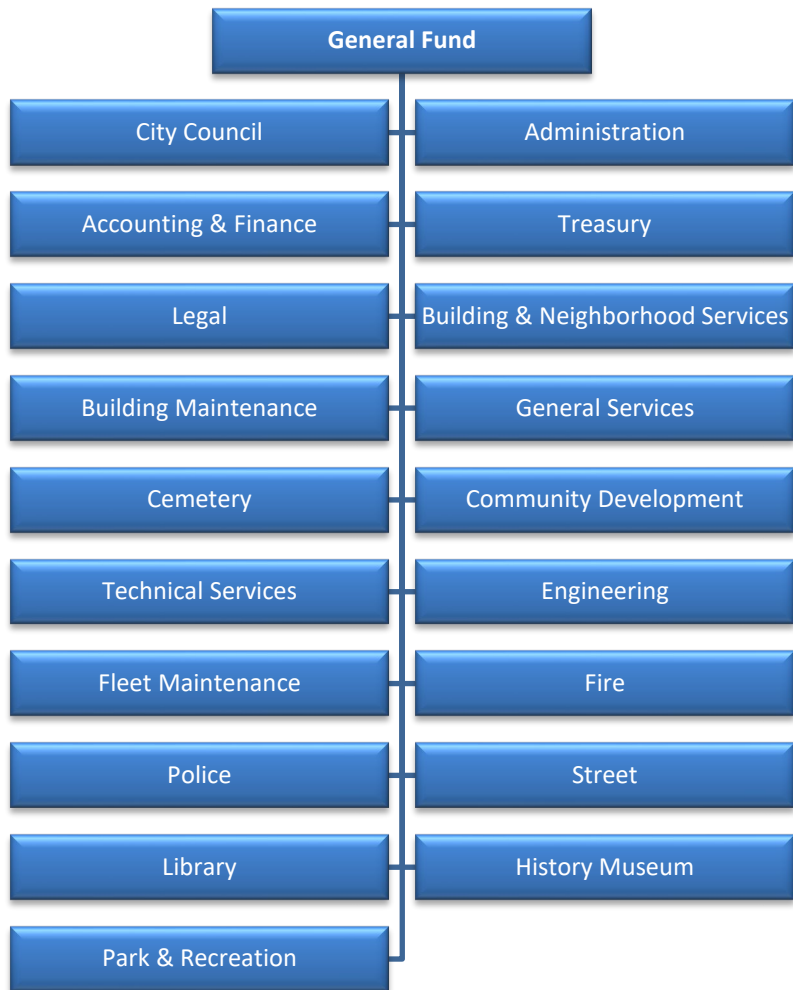 General Fund
City Council
Administration
Accounting & Finance
Treasury
Legal
Building & Neighborhood Services
Building Maintenance
General Services
Cemetery
Community Development
Technical Services
Engineering
Fleet Maintenance
Fire
Police
Street
Library
History Museum
Park & Recreation